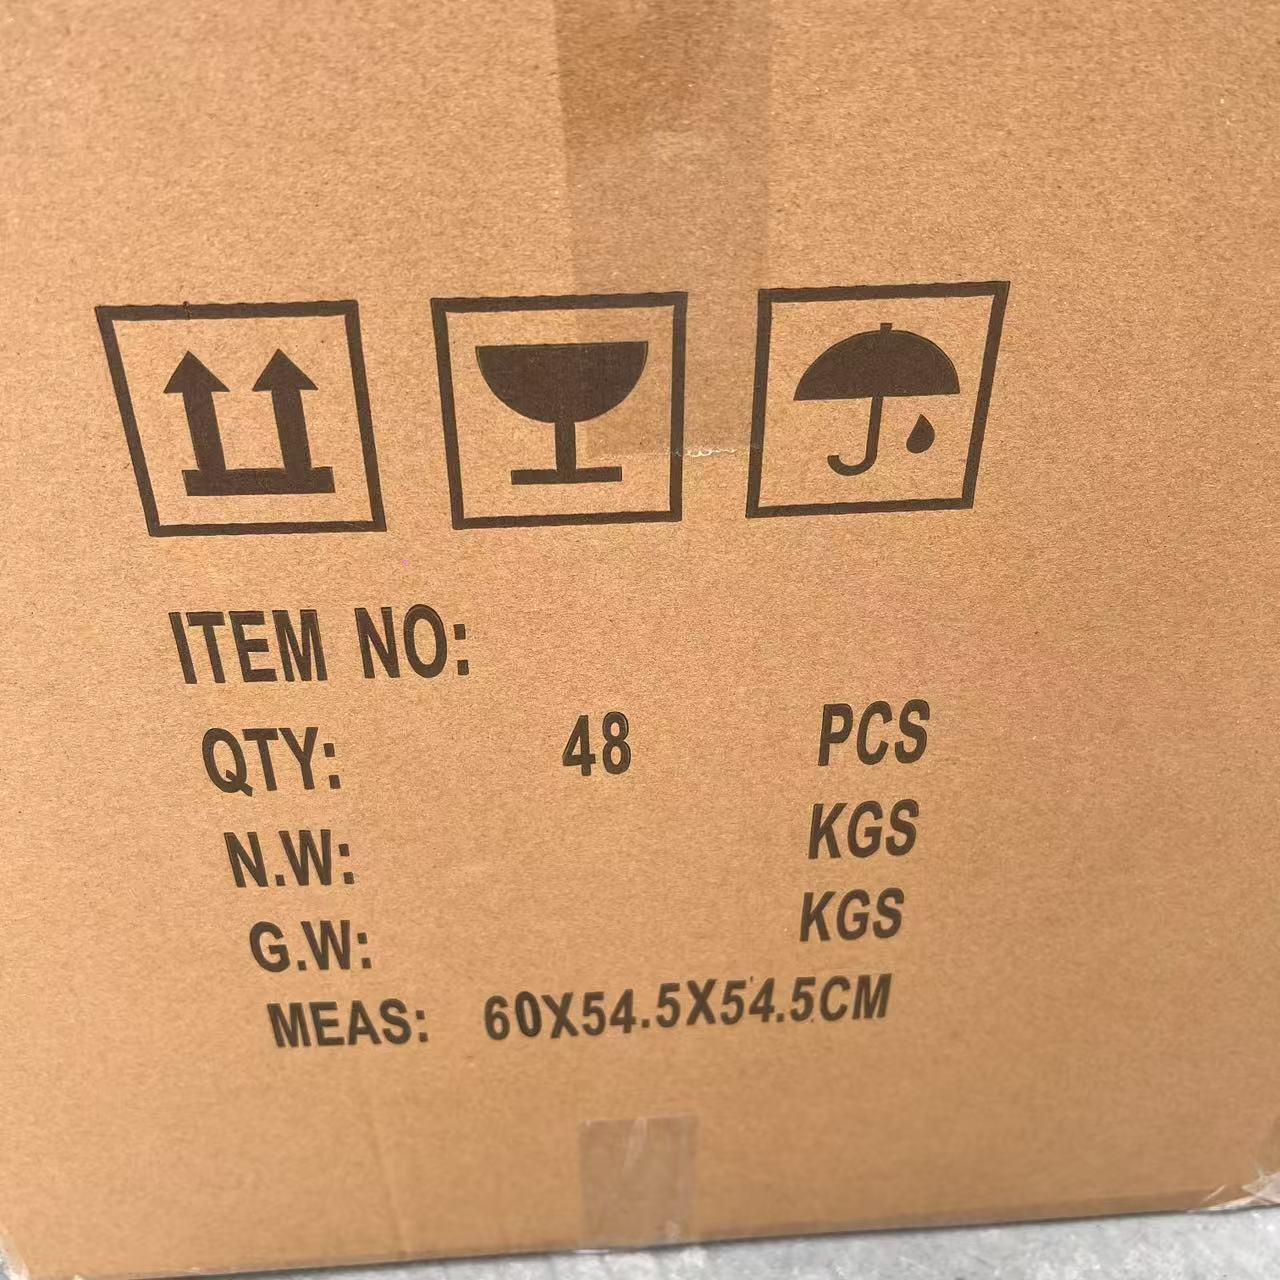 ITEM NO:
QTY: 48 PCS
N.W: KGS
G.W: KGS
MEAS: 60X54.5X54.5CM